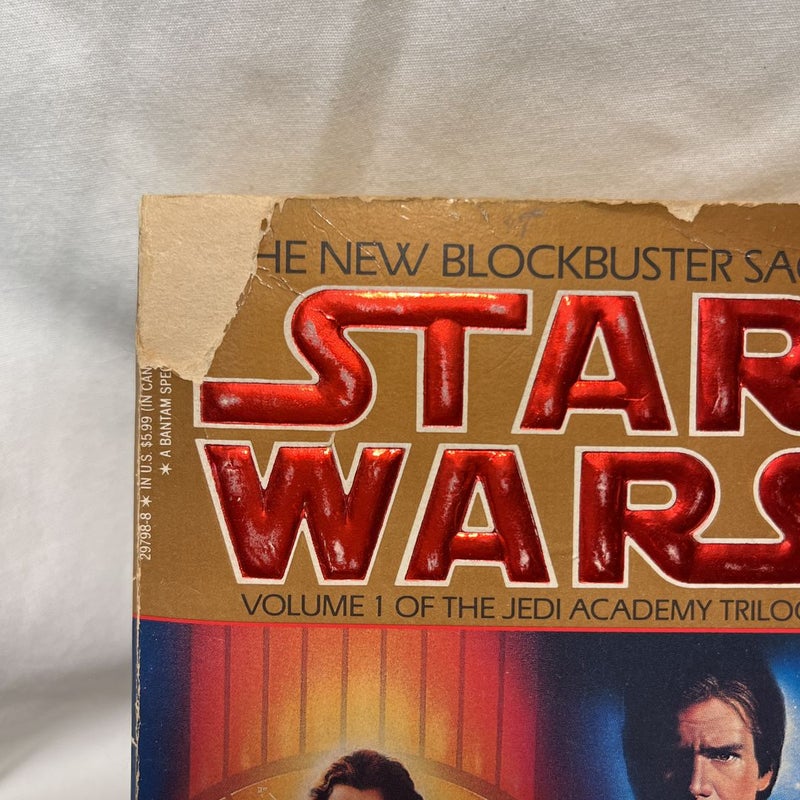 HE NEW BLOCKBUSTER SAG
STAR
WARS
VOLUME 1 OF THE JEDI ACADEMY TRILOG
29798-8 * IN U.S. $5.99 (IN CAN
* A BANTAM SPEC